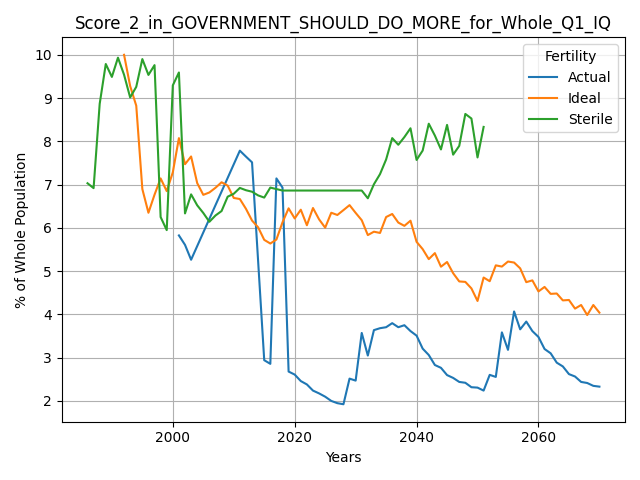 Score_2_in_GOVERNMENT_SHOULD_DO_MORE_for_Whole_Q1_IQ
Fertility
Actual
Ideal
Sterile
% of Whole Population
10
9
8
7
6
5
4
3
2
2000
2020
2040
2060
Years